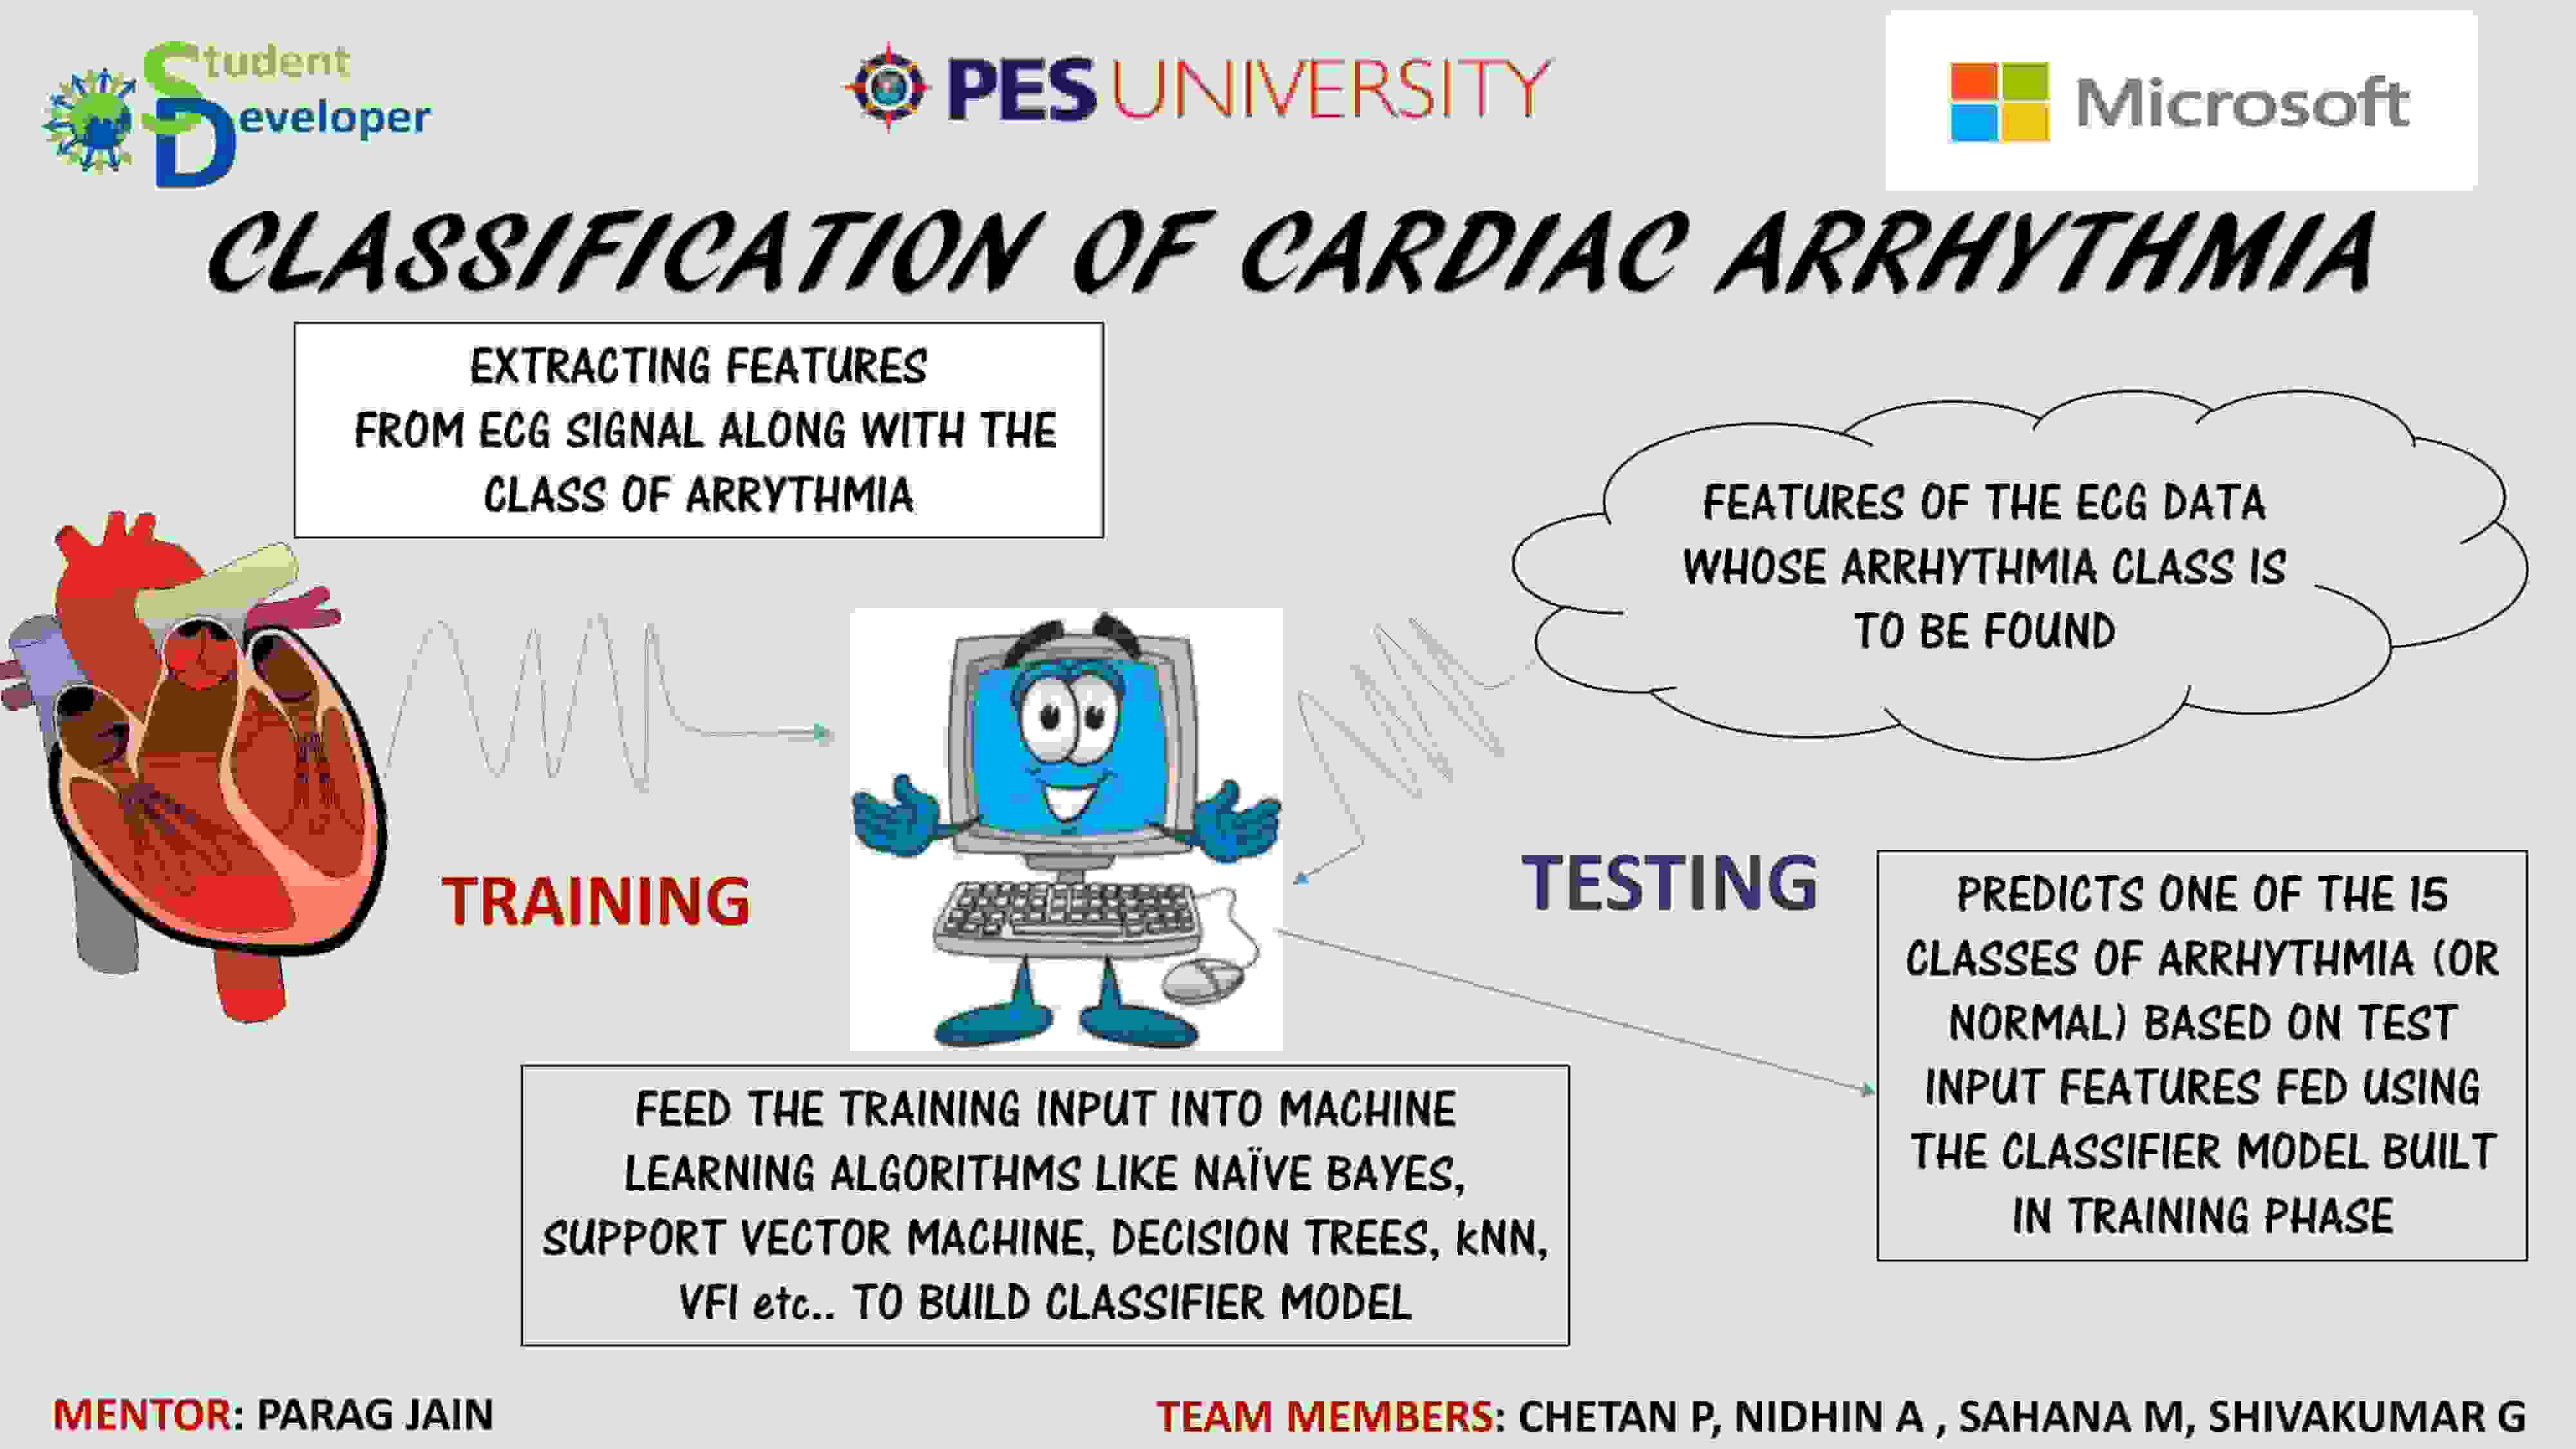 Student
Developer
PES UNIVERSITY
Microsoft
CLASSIFICATION OF CARDIAC ARRHYTHMIA
EXTRACTING FEATURES
FROM ECG SIGNAL ALONG WITH THE
CLASS OF ARRYTHMIA
FEATURES OF THE ECG DATA
WHOSE ARRHYTHMIA CLASS IS
TO BE FOUND
TRAINING
TESTING
PREDICTS ONE OF THE 15
CLASSES OF ARRHYTHMIA (OR
NORMAL) BASED ON TEST
INPUT FEATURES FED USING
THE CLASSIFIER MODEL BUILT
IN TRAINING PHASE
FEED THE TRAINING INPUT INTO MACHINE
LEARNING ALGORITHMS LIKE NAÏVE BAYES,
SUPPORT VECTOR MACHINE, DECISION TREES, kNN,
VFI etc.. TO BUILD CLASSIFIER MODEL
MENTOR: PARAG JAIN
TEAM MEMBERS: CHETAN P, NIDHIN A , SAHANA M, SHIVAKUMAR G